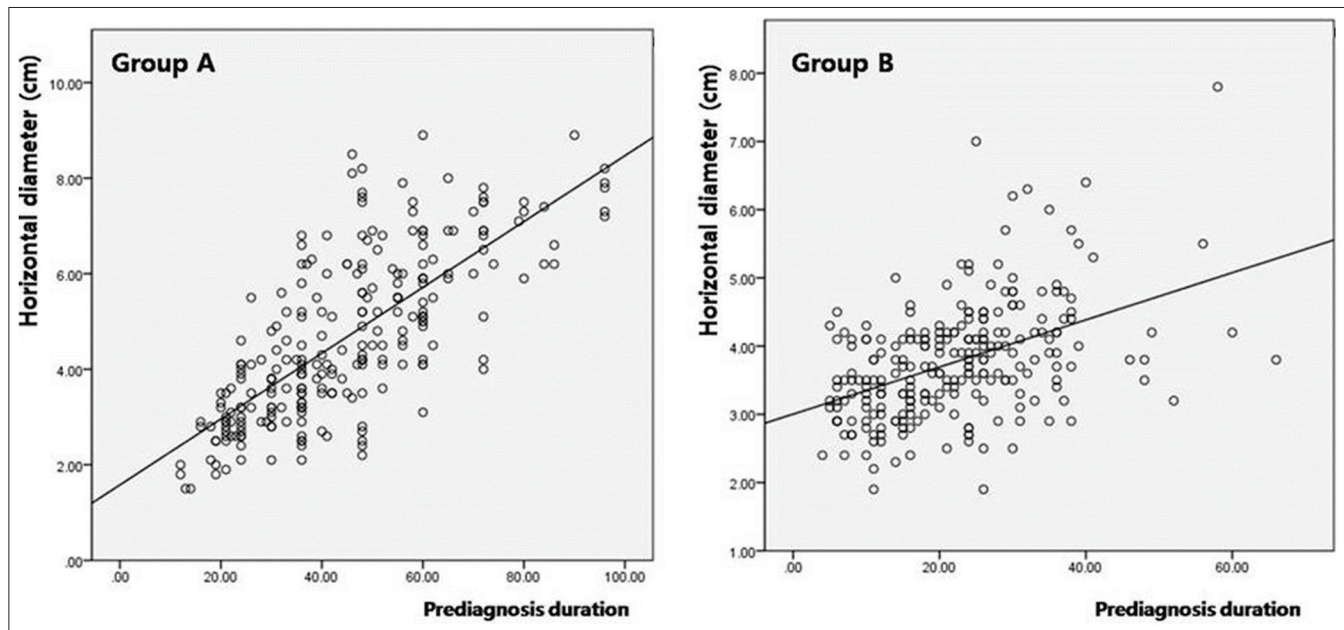 Group A
Horizontal diameter (cm)
10.00
8.00
6.00
4.00
2.00
.00
.00 20.00 40.00 60.00 80.00 100.00
Prediagnosis duration
Group B
Horizontal diameter (cm)
8.00
7.00
6.00
5.00
4.00
3.00
2.00
1.00
.00 20.00 40.00 60.00
Prediagnosis duration